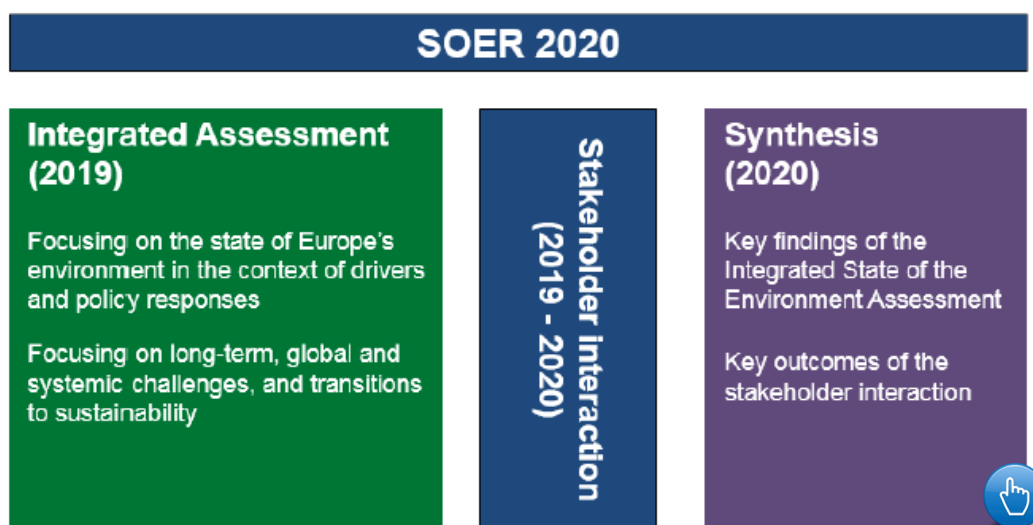 SOER 2020
Integrated Assessment
(2019)
Focusing on the state of Europe's
environment in the context of drivers
and policy responses
Focusing on long-term, global and
systemic challenges, and transitions
to sustainability
Stakeholder interaction
(2019 - 2020)
Synthesis
(2020)
Key findings of the
Integrated State of the
Environment Assessment
Key outcomes of the
stakeholder interaction